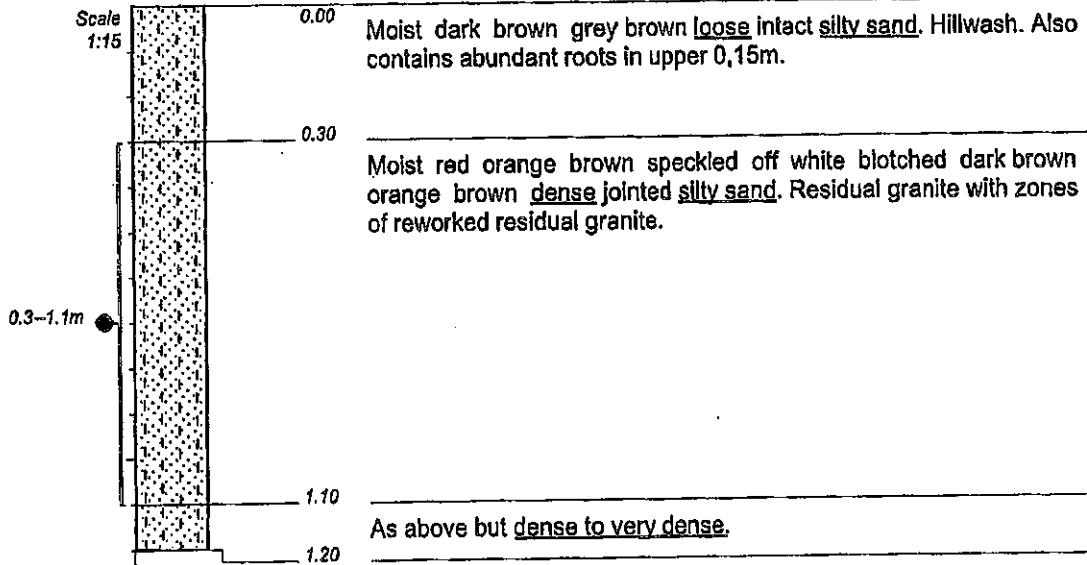 Scale
1:15
0.00
Moist dark brown grey brown loose intact silty sand. Hillwash. Also
contains abundant roots in upper 0,15m.
0.30
Moist red orange brown speckled off white blotched dark brown
orange brown dense jointed silty sand. Residual granite with zones
of reworked residual granite.
0.3–1.1m
1.10
As above but dense to very dense.
1.20